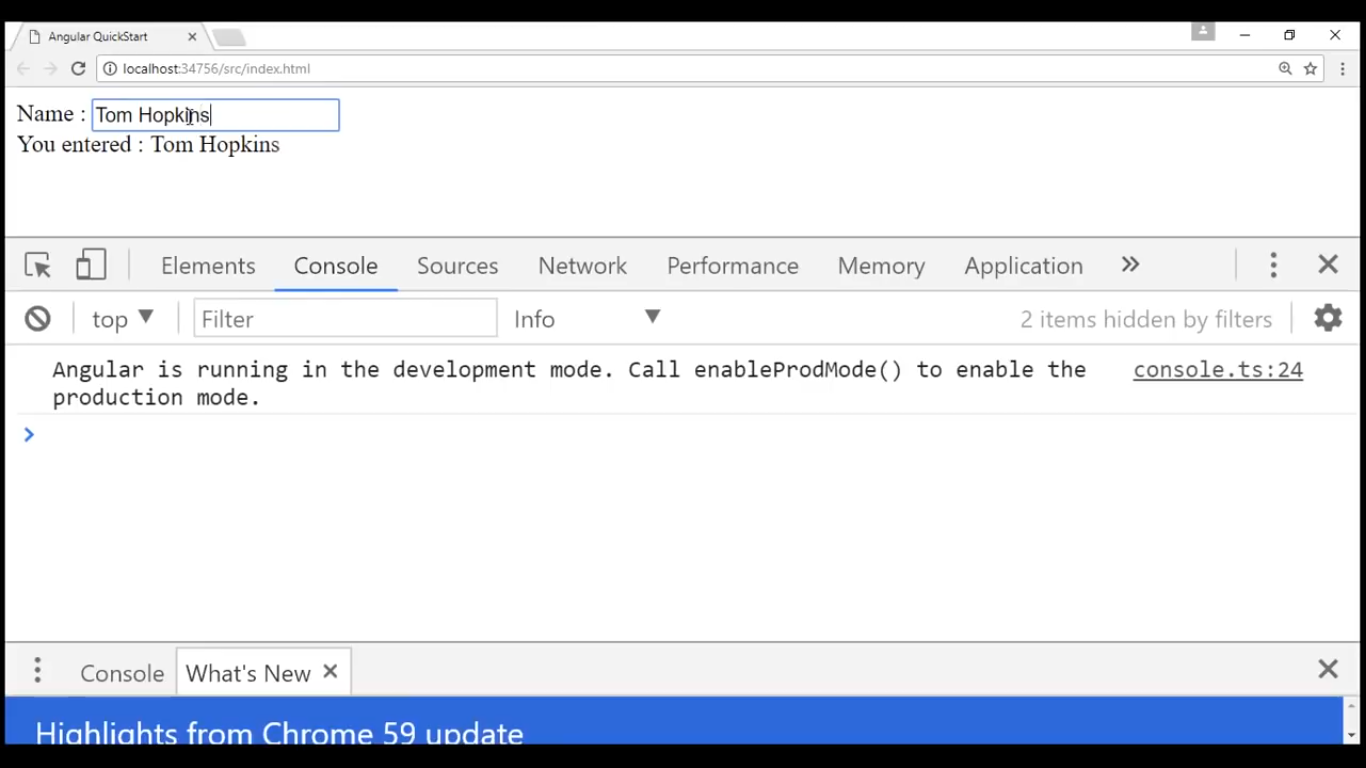 Angular QuickStart
localhost:34756/src/index.html
Name : Tom Hopkins
You entered : Tom Hopkins
Elements Console Sources Network Performance Memory Application »
top Filter Info 2 items hidden by filters
Angular is running in the development mode. Call enableProdMode() to enable the console.ts:24
production mode.
Console What's New
Highlights from Chrome 59 update